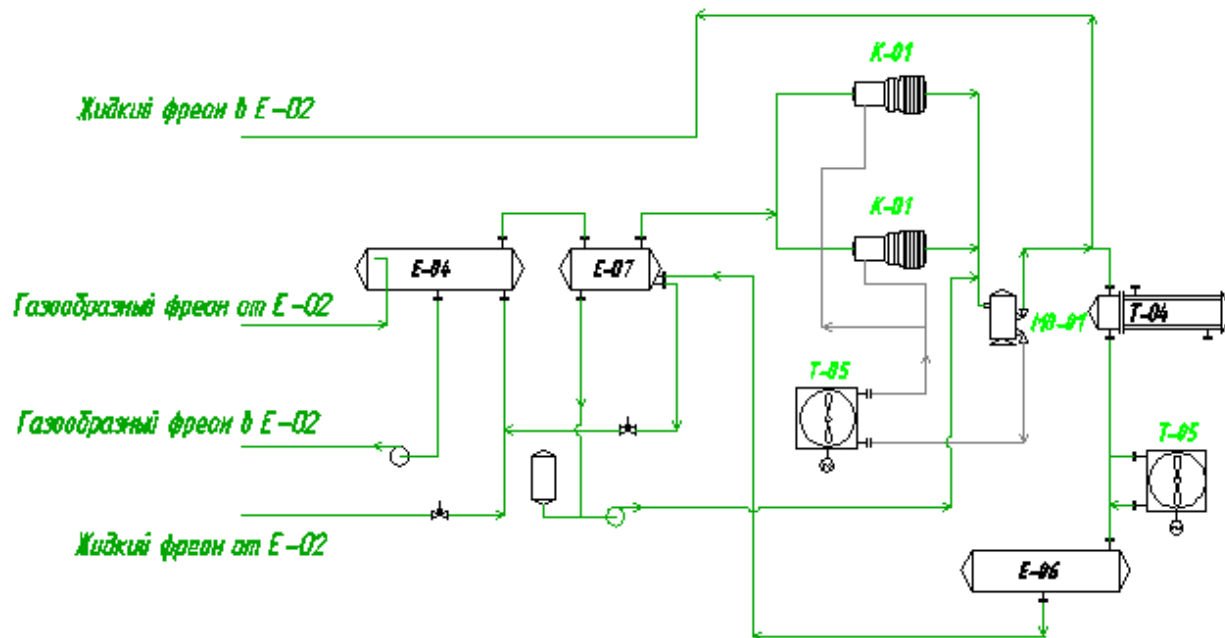 К-01
Жидкий фреон в Е-02
К-01
Е-04
Е-07
Газообразный фреон от Е-02
МО-01
Т-04
Т-05
Газообразный фреон в Е-02
Т-05
Жидкий фреон от Е-02
Е-06